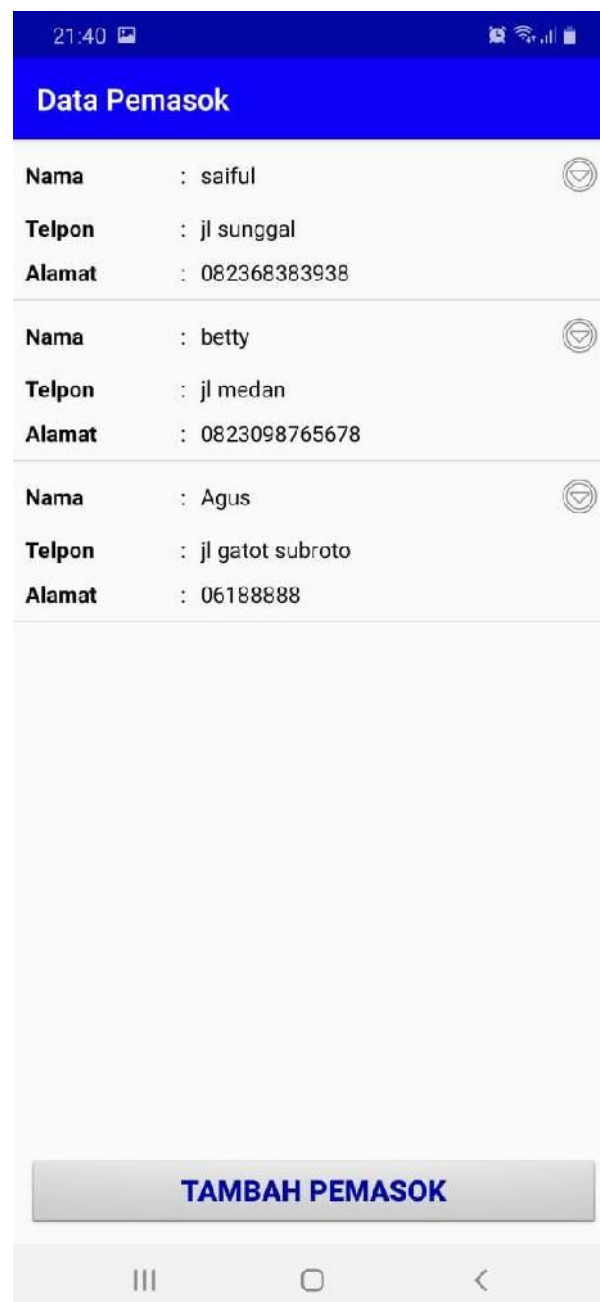 21:40
Data Pemasok
Nama : saiful
Telpon : jl sunggal
Alamat : 082368383938
Nama : betty
Telpon : jl medan
Alamat : 0823098765678
Nama : Agus
Telpon : jl gatot subroto
Alamat : 06188888
TAMBAH PEMASOK